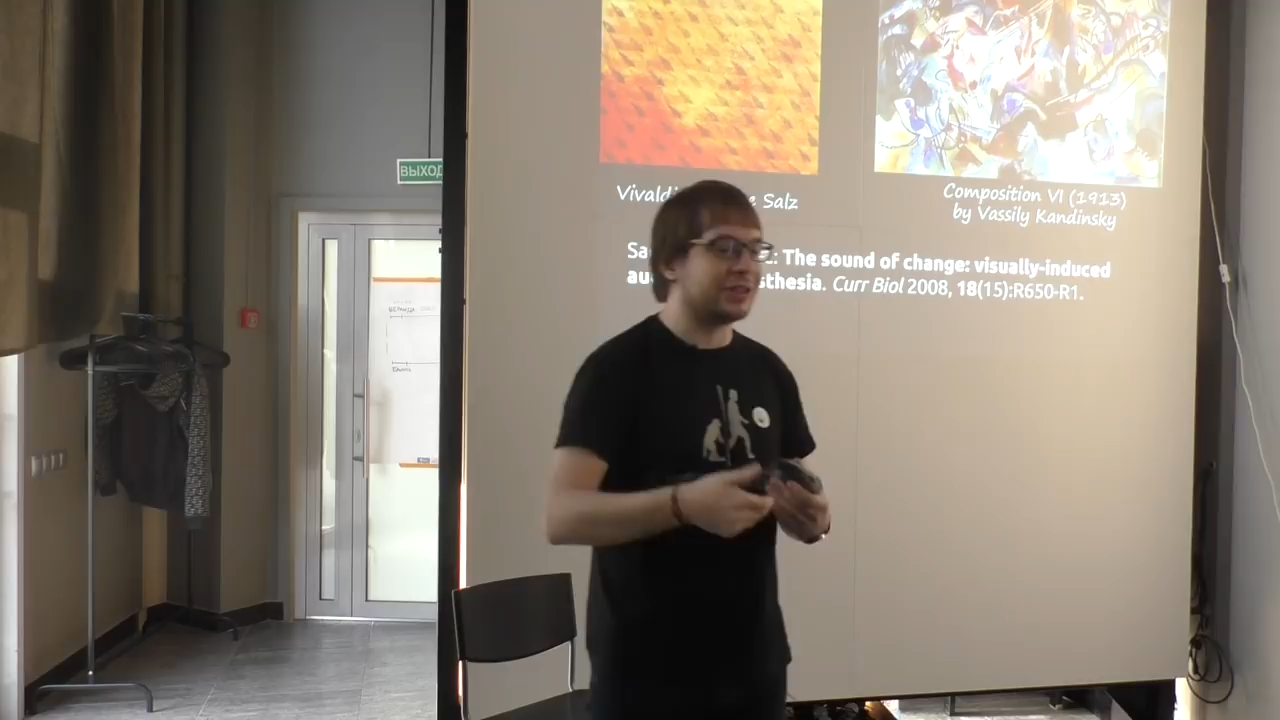 ВЫХОД
Vivaldi Salz
Composition VI (1913)
by Vassily Kandinsky
The sound of change: visually-induced
Curr Biol 2008, 18(15):R650-R1.
ВЕРАНДА